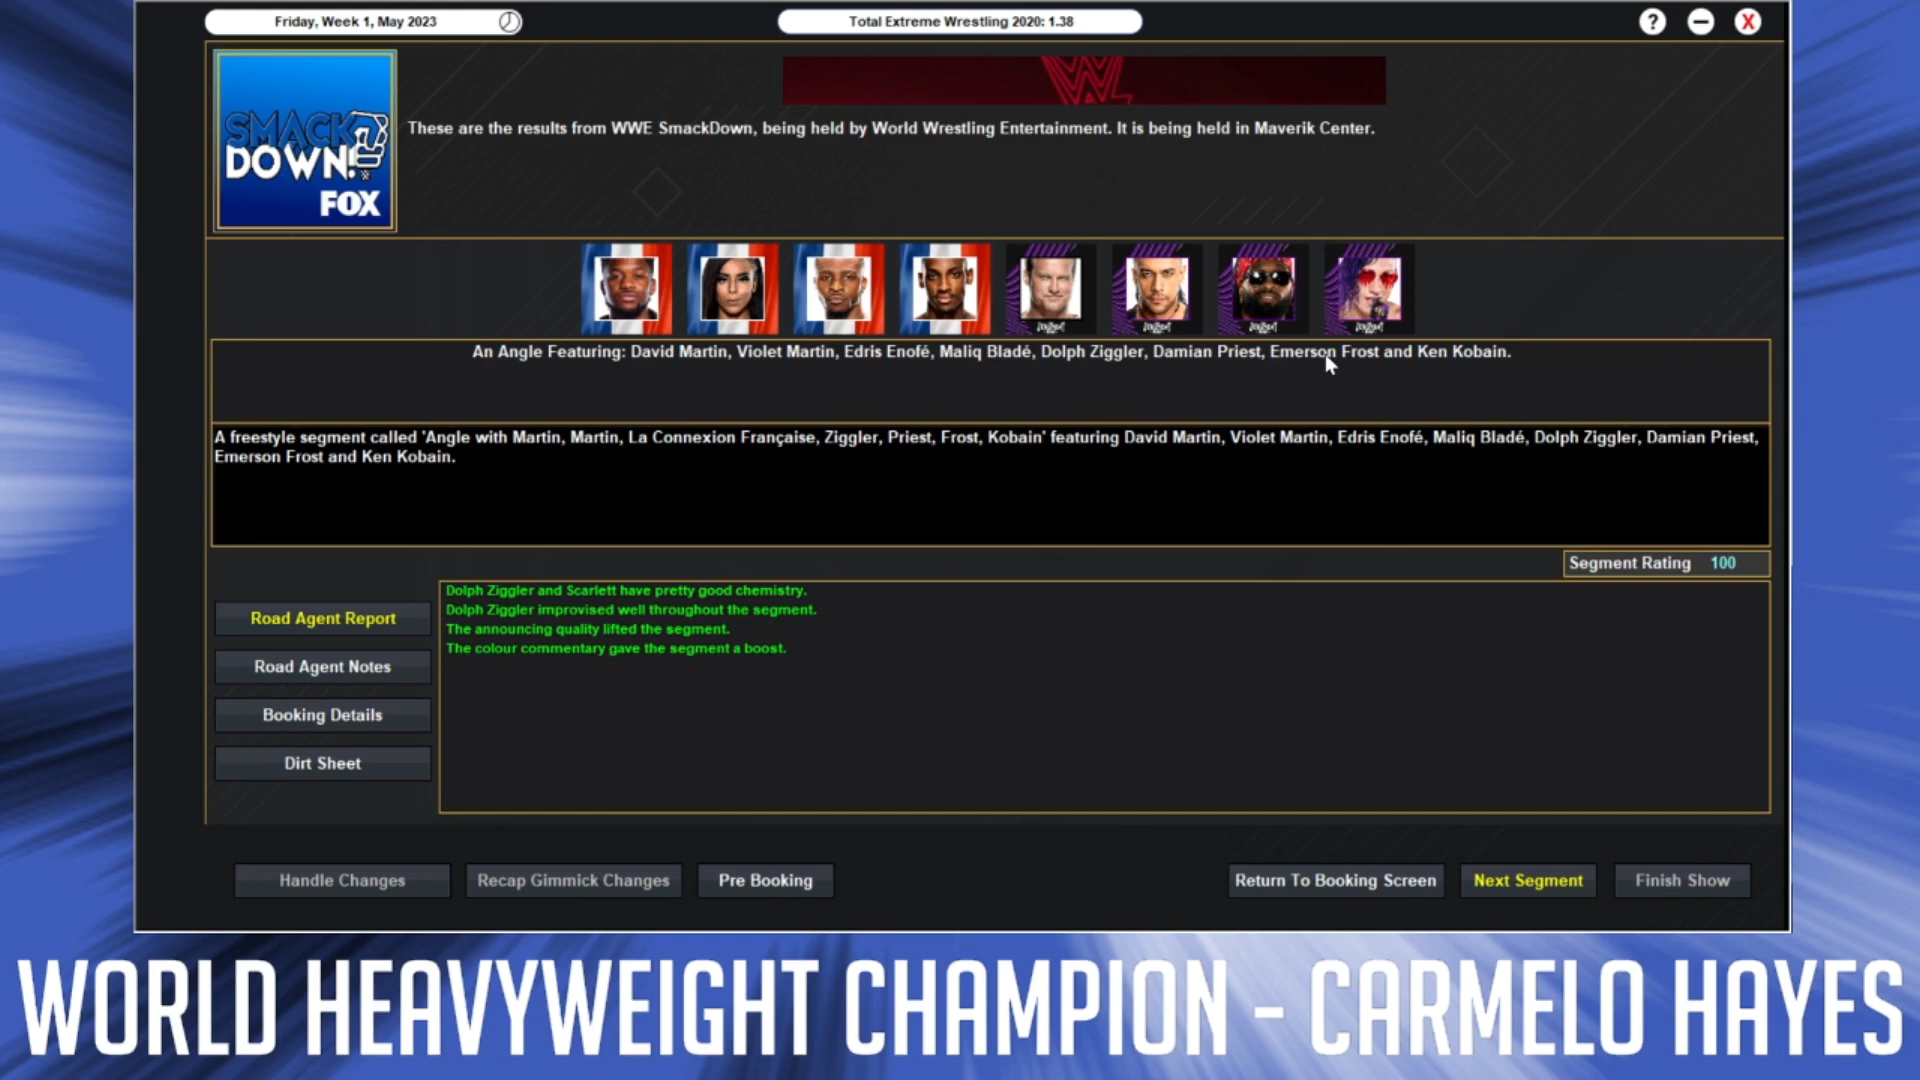 Friday, Week 1, May 2023
Total Extreme Wrestling 2020: 1.38
?
X
SMACK
DOWN!
FOX
These are the results from WWE SmackDown, being held by World Wrestling Entertainment. It is being held in Maverik Center.
An Angle Featuring: David Martin, Violet Martin, Edris Enofé, Maliq Bladé, Dolph Ziggler, Damian Priest, Emerson Frost and Ken Kobain.
A freestyle segment called 'Angle with Martin, Martin, La Connexion Française, Ziggler, Priest, Frost, Kobain' featuring David Martin, Violet Martin, Edris Enofé, Maliq Bladé, Dolph Ziggler, Damian Priest,
Emerson Frost and Ken Kobain.
Segment Rating 100
Road Agent Report
Road Agent Notes
Booking Details
Dirt Sheet
Dolph Ziggler and Scarlett have pretty good chemistry.
Dolph Ziggler improvised well throughout the segment.
The announcing quality lifted the segment.
The colour commentary gave the segment a boost.
Handle Changes
Recap Gimmick Changes
Pre Booking
Return To Booking Screen
Next Segment
Finish Show
WORLD HEAVYWEIGHT CHAMPION - CARMELO HAYES